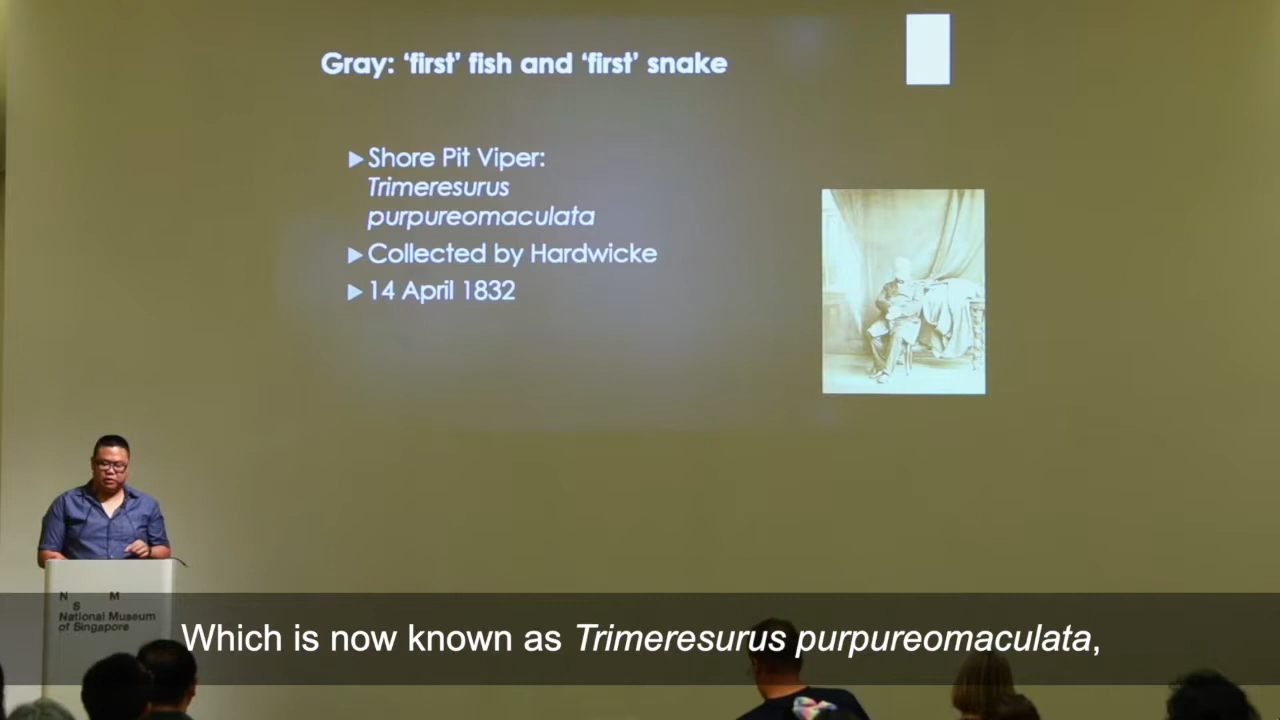 Gray: ‘first’ fish and ‘first’ snake
Shore Pit Viper:
Trimeresurus
purpureomaculata
Collected by Hardwicke
14 April 1832
N M
S
National Museum
of Singapore
Which is now known as Trimeresurus purpureomaculata,